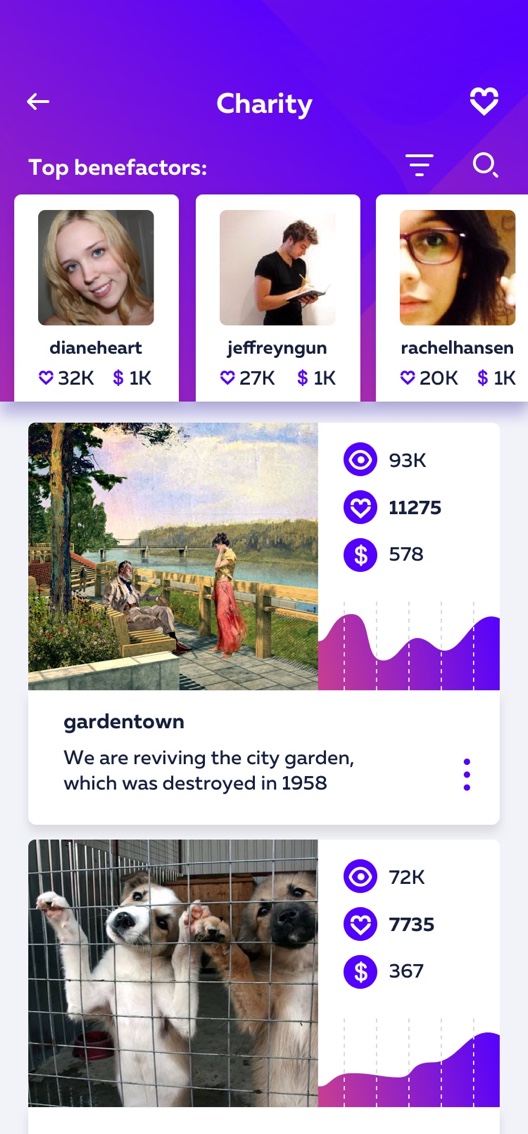 Charity
Top benefactors:
dianeheart
32K $ 1K
jeffreyngun
27K $ 1K
rachelhansen
20K $ 1K
93K
11275
$ 578
gardentown
We are reviving the city garden,
which was destroyed in 1958
72K
7735
$ 367